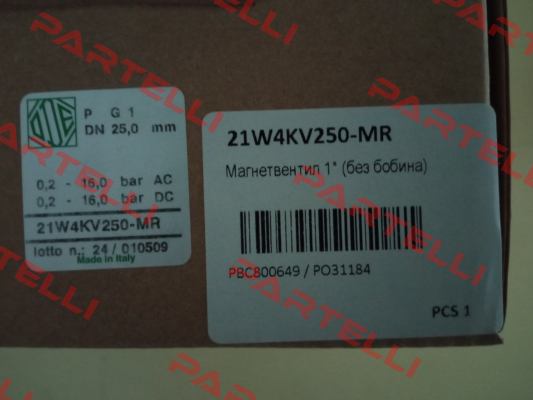 ODE
P G 1
DN 25,0 mm
0,2 - 16,0 bar AC
0,2 - 16,0 bar DC
21W4KV250-MR
lotto n.: 24 / 010509
Made in Italy
21W4KV250-MR
Магнетвентил 1" (без бобина)
PBC800649 / PO31184
PCS 1
PARTELLI
PARTELLI
PARTELLI
PARTELLI
PARTELLI
PARTELLI
PARTELLI